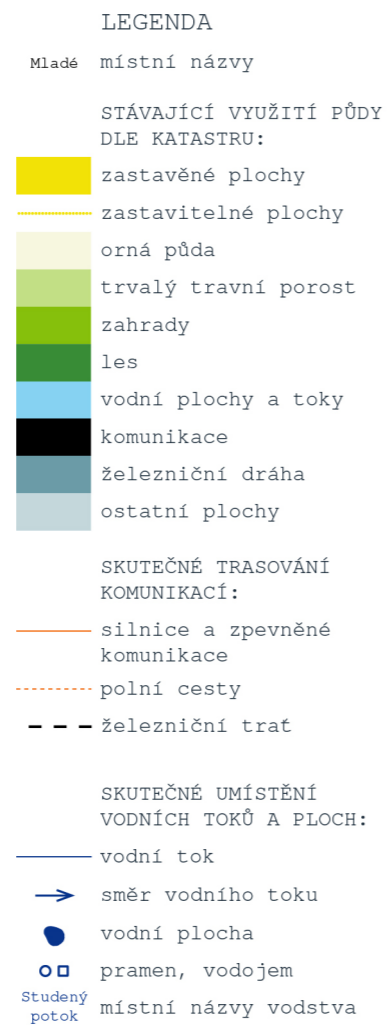 LEGENDA
Mladé místní názvy
STÁVAJÍCÍ VYUŽITÍ PŮDY
DLE KATASTRU:
zastavěné plochy
zastavitelné plochy
orná půda
trvalý travní porost
zahrady
les
vodní plochy a toky
komunikace
železniční dráha
ostatní plochy
SKUTEČNÉ TRASOVÁNÍ
KOMUNIKACÍ:
silnice a zpevněné
komunikace
polní cesty
železniční trať
SKUTEČNÉ UMÍSTĚNÍ
VODNÍCH TOKŮ A PLOCH:
vodní tok
směr vodního toku
vodní plocha
pramen, vodojem
Studený
potok
místní názvy vodstva